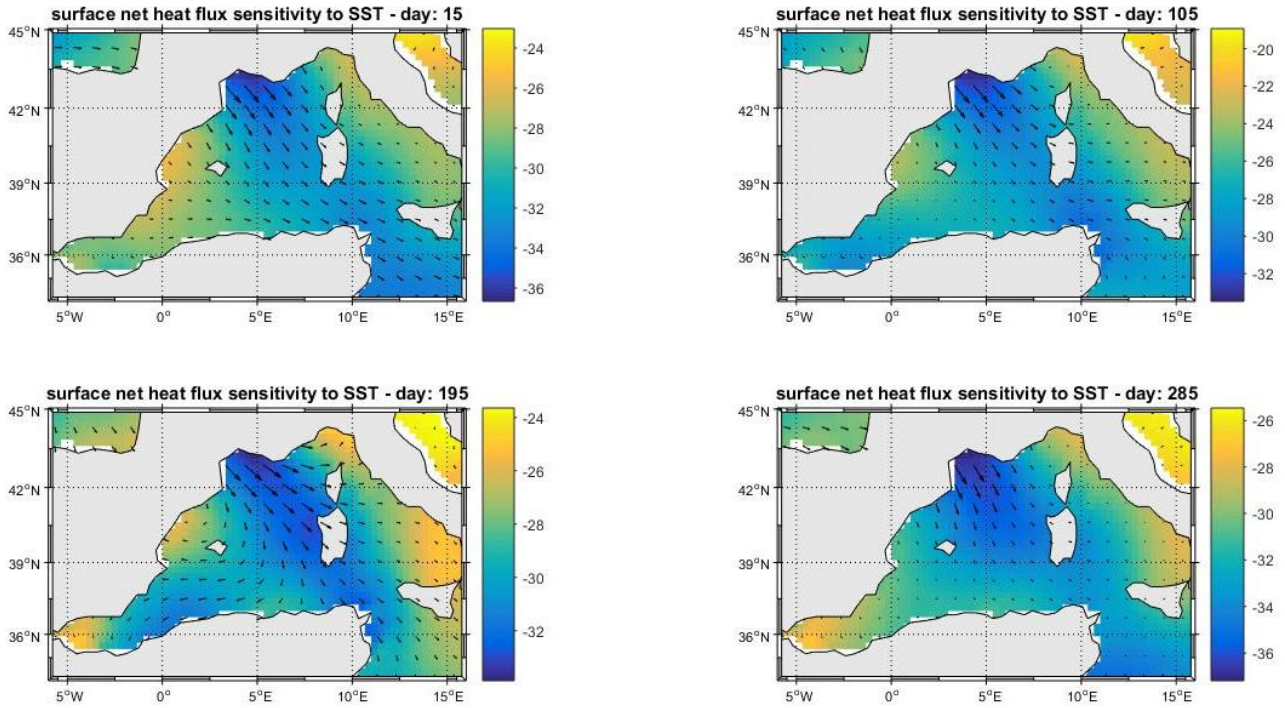 surface net heat flux sensitivity to SST - day: 15
45°N
42°N
39°N
36°N
5°W 0° 5°E 10°E 15°E
-24
-26
-28
-30
-32
-34
-36
surface net heat flux sensitivity to SST - day: 105
45°N
42°N
39°N
36°N
5°W 0° 5°E 10°E 15°E
-20
-22
-24
-26
-28
-30
-32
surface net heat flux sensitivity to SST - day: 195
45°N
42°N
39°N
36°N
5°W 0° 5°E 10°E 15°E
-24
-26
-28
-30
-32
surface net heat flux sensitivity to SST - day: 285
45°N
42°N
39°N
36°N
5°W 0° 5°E 10°E 15°E
-26
-28
-30
-32
-34
-36